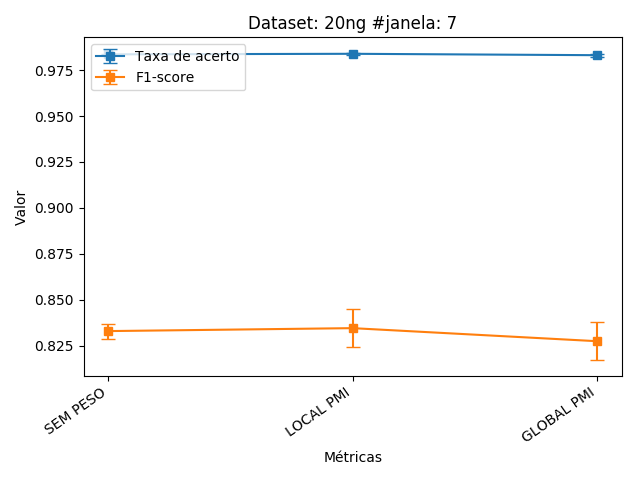 Dataset: 20ng #janela: 7
Taxa de acerto
F1-score
Valor
0.975
0.950
0.925
0.900
0.875
0.850
0.825
SEM PESO
LOCAL PMI
GLOBAL PMI
Métricas